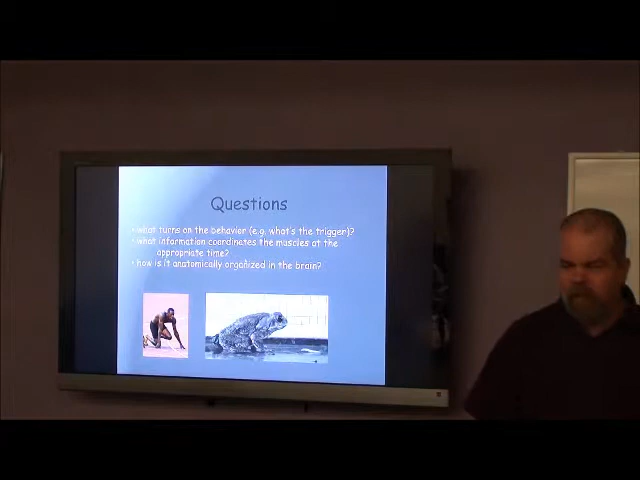 Questions
• what turns on the behavior (e.g. what's the trigger)?
• what information coordinates the muscles at the
appropriate time?
• how is it anatomically organized in the brain?